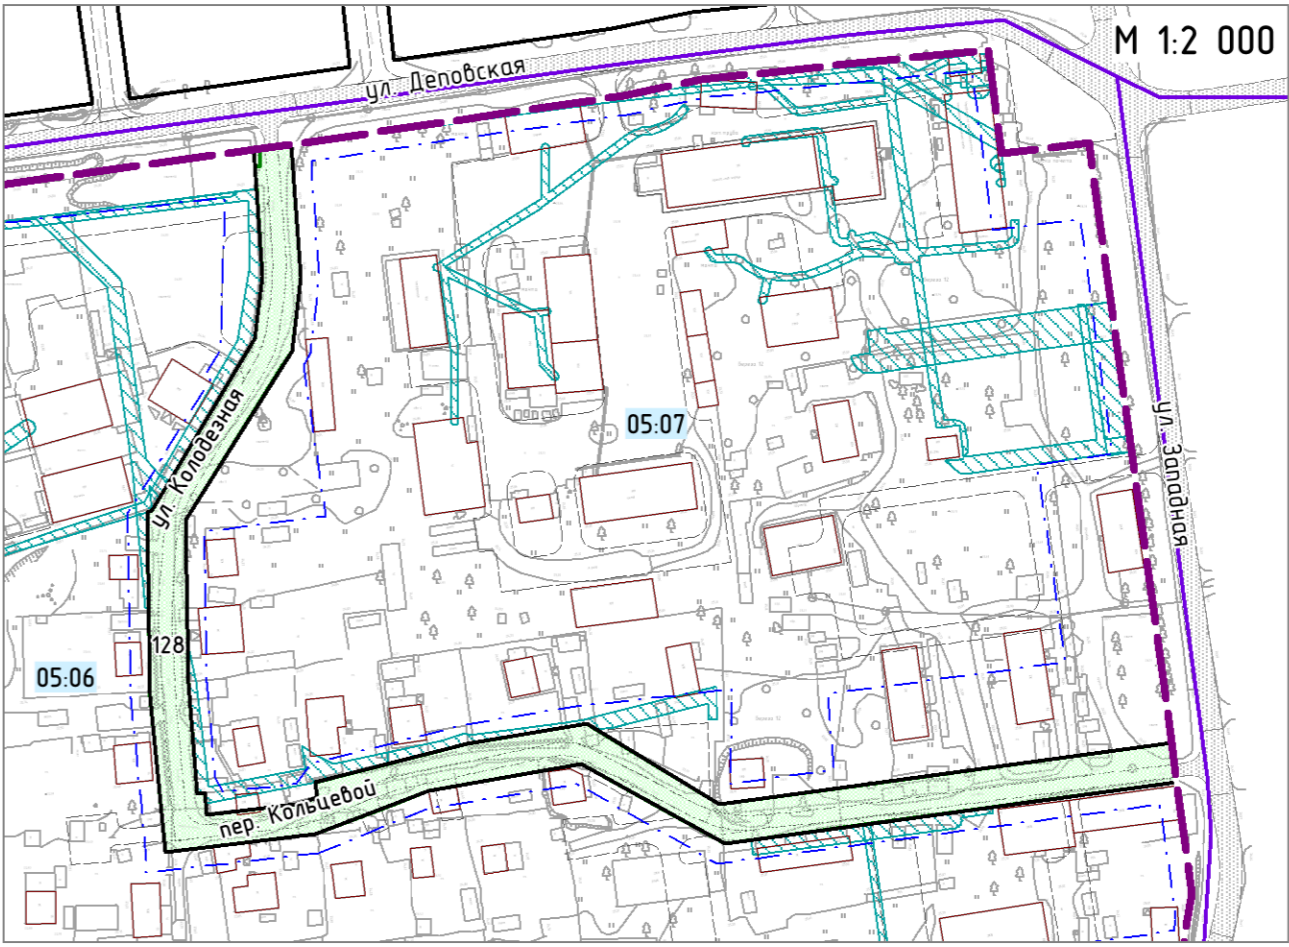 М 1:2 000
ул. Деповская
ул. Колодезная
05:07
ул. Западная
128
05:06
пер Кольцевой